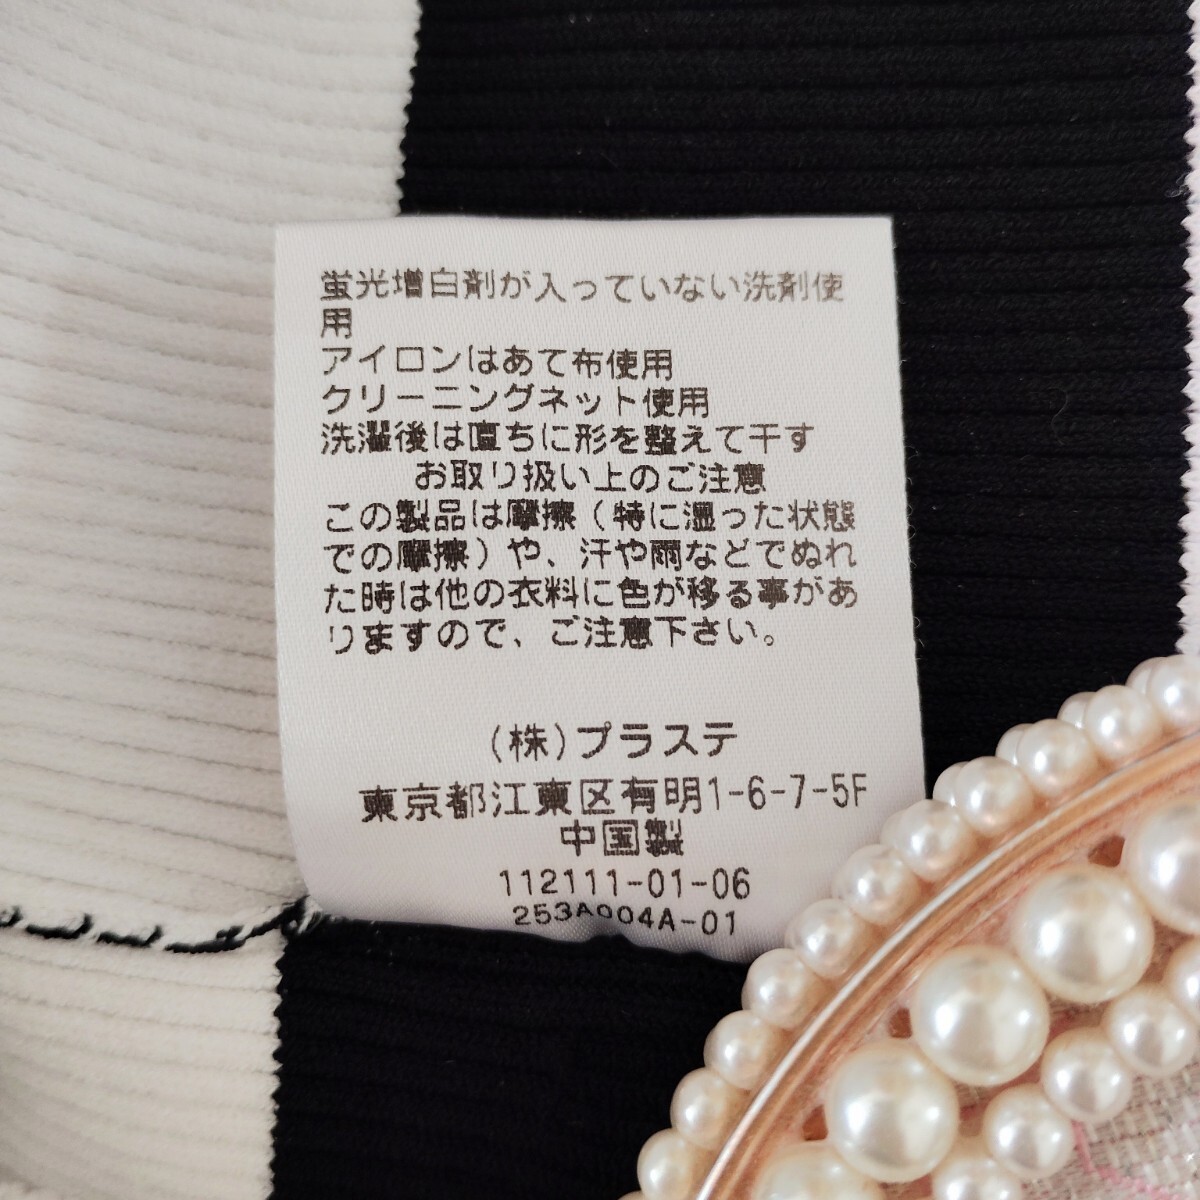 蛍光増白剤が入っていない洗剤使
用
アイロンはあて布使用
クリーニングネット使用
洗濯後は直ちに形を整えて干す
お取り扱い上のご注意
この製品は摩擦(特に湿った状態
での摩擦)や、汗や雨などでぬれ
た時は他の衣料に色が移る事があ
りますので、ご注意下さい。
(株)プラステ
東京都江東区有明1-6-7-5F
中国製
112111-01-06
253A004A-01